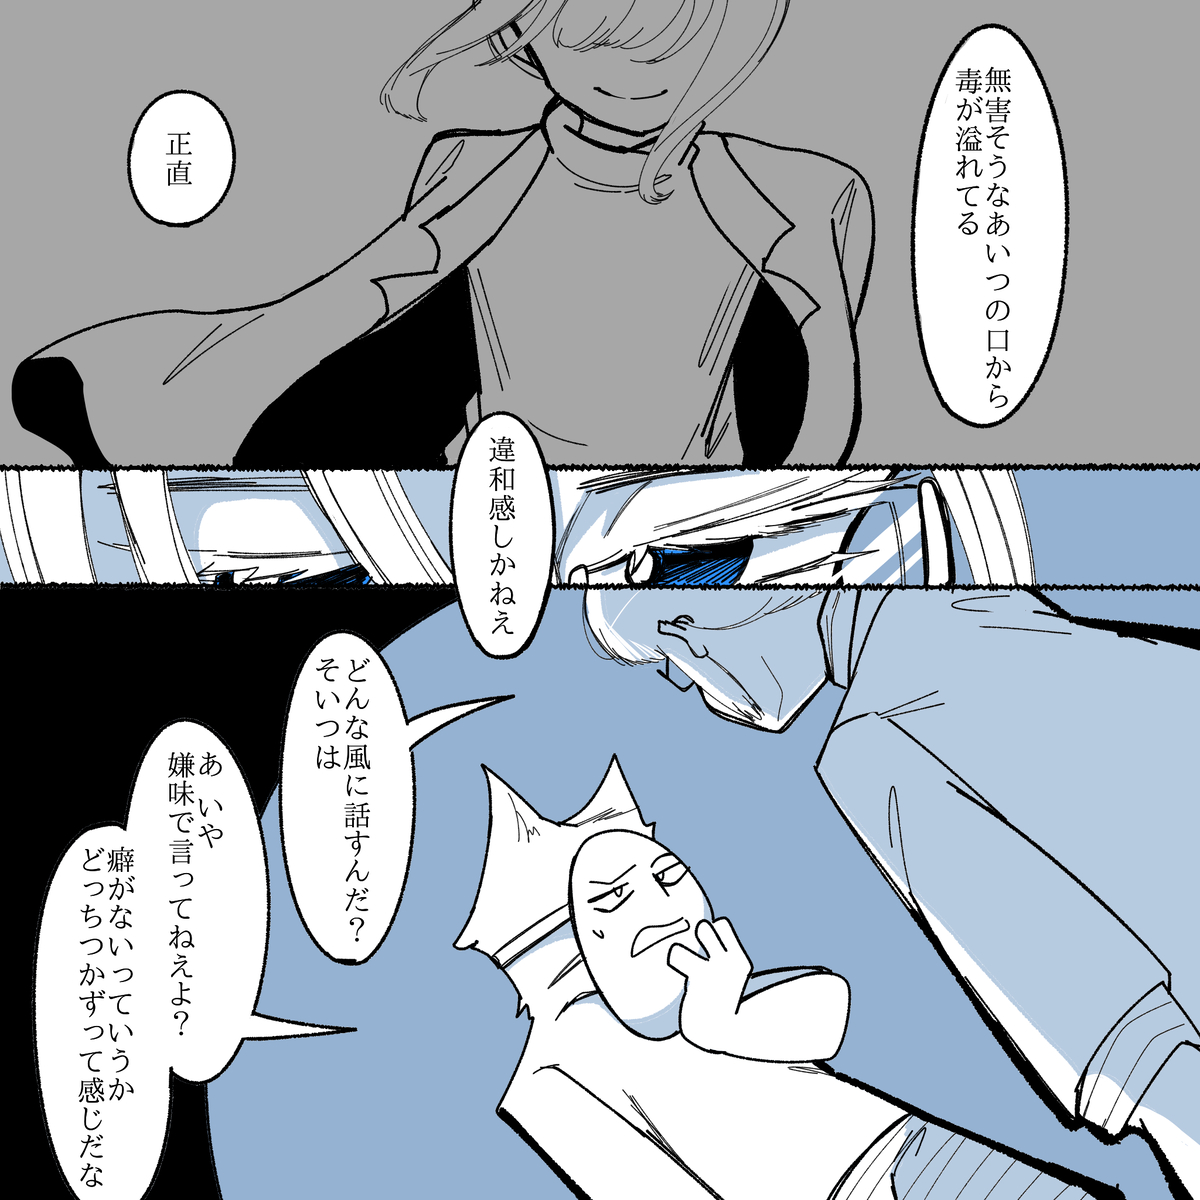 無害そうなあいつの口から
毒が溢れてる
正直
違和感しかねえ
どんな風に話すんだ？
そいつは
あ いや
嫌味で言ってねえよ？
癖がないっていうか
どっちつかずって感じだな